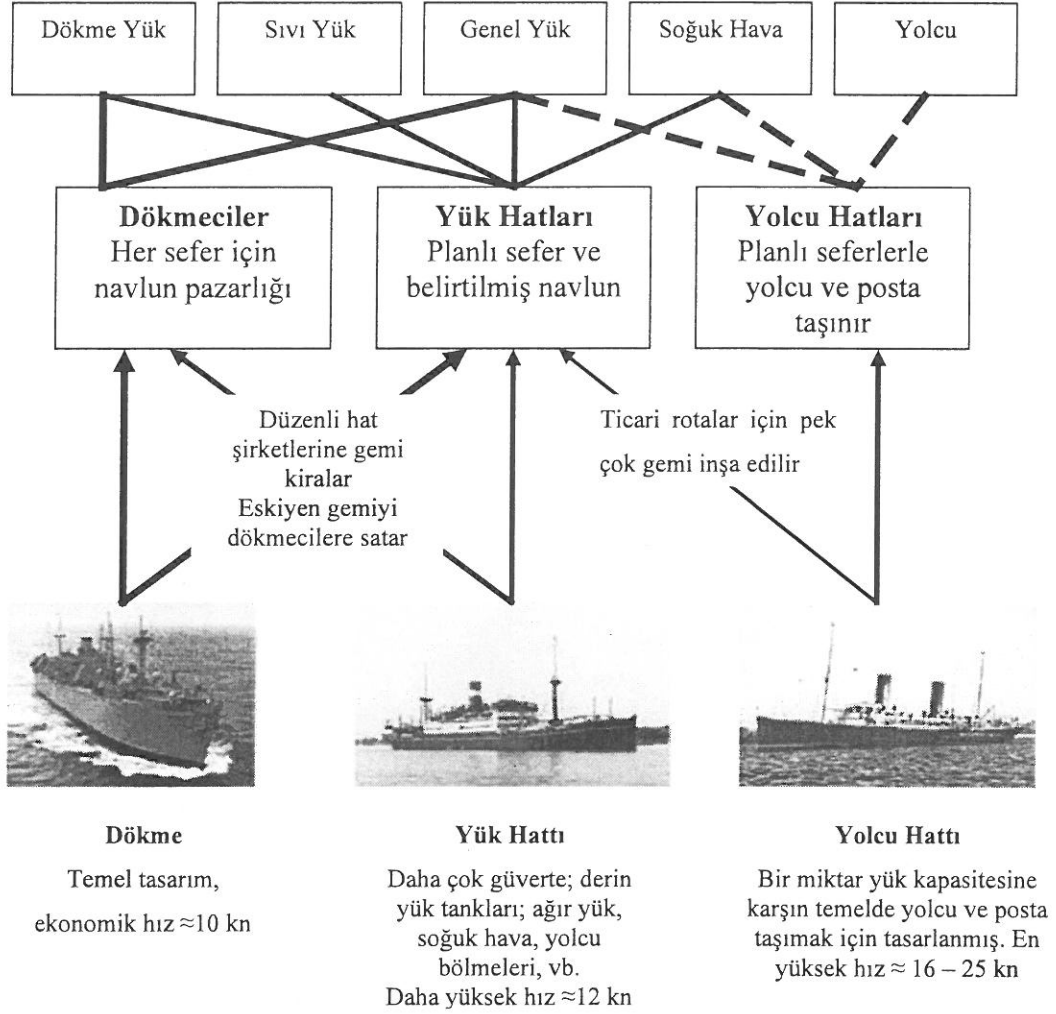 Dökme Yük
Sıvı Yük
Genel Yük
Soğuk Hava
Yolcu
Dökmeciler
Her sefer için
navlun pazarlığı
Yük Hatları
Planlı sefer ve
belirtilmiş navlun
Yolcu Hatları
Planlı seferlerle
yolcu ve posta
taşınır
Düzenli hat
şirketlerine gemi
kiralar
Eskiyen gemiyi
dökmecilere satar
Ticari rotalar için pek
çok gemi inşa edilir
Dökme
Temel tasarım,
ekonomik hız ≈10 kn
Yük Hattı
Daha çok güverte; derin
yük tankları; ağır yük,
soğuk hava, yolcu
bölmeleri, vb.
Daha yüksek hız ≈12 kn
Yolcu Hattı
Bir miktar yük kapasitesine
karşın temelde yolcu ve posta
taşımak için tasarlanmış. En
yüksek hız ≈ 16 – 25 kn